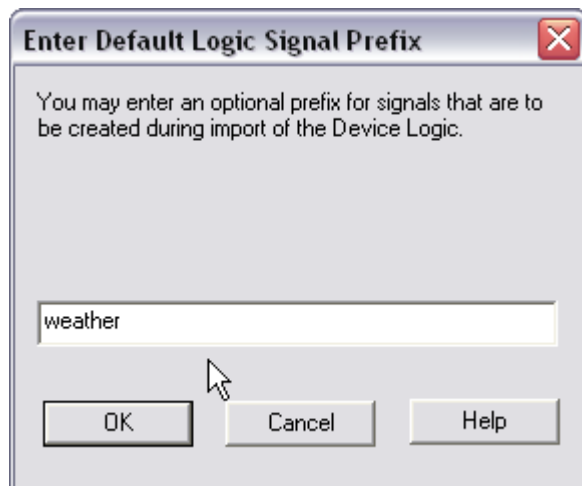 Enter Default Logic Signal Prefix
You may enter an optional prefix for signals that are to
be created during import of the Device Logic.
weather
OK Cancel Help